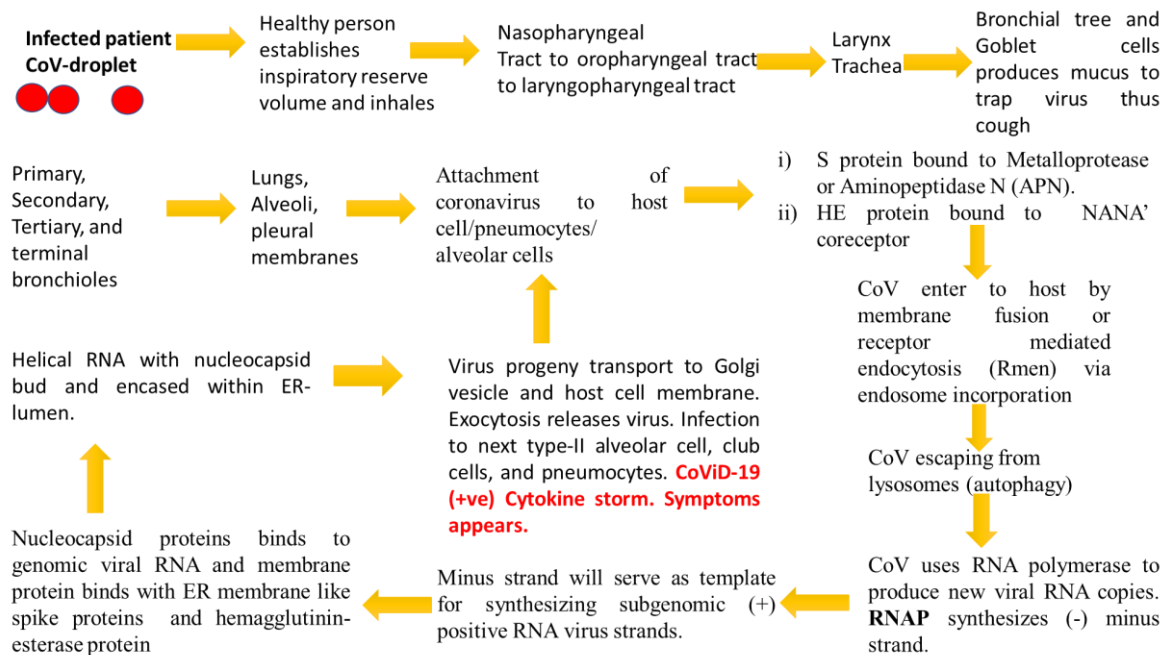 Infected patient
CoV-droplet
Healthy person
establishes
inspiratory reserve
volume and inhales
Nasopharyngeal
Tract to oropharyngeal tract
to laryngopharyngeal tract
Larynx
Trachea
Bronchial tree and
Goblet cells
produces mucus to
trap virus thus
cough
Primary,
Secondary,
Tertiary, and
terminal
bronchioles
Lungs,
Alveoli,
pleural
membranes
Attachment of
coronavirus to host
cell/pneumocytes/
alveolar cells
i) S protein bound to Metalloprotease
or Aminopeptidase N (APN).
ii) HE protein bound to NANA’
coreceptor
CoV enter to host by
membrane fusion or
receptor mediated
endocytosis (Rmen) via
endosome incorporation
CoV escaping from
lysosomes (autophagy)
CoV uses RNA polymerase to
produce new viral RNA copies.
RNAP synthesizes (-) minus
strand.
Minus strand will serve as template
for synthesizing subgenomic (+)
positive RNA virus strands.
Nucleocapsid proteins binds to
genomic viral RNA and membrane
protein binds with ER membrane like
spike proteins and hemagglutinin-
esterase protein
Helical RNA with nucleocapsid
bud and encased within ER-
lumen.
Virus progeny transport to Golgi
vesicle and host cell membrane.
Exocytosis releases virus. Infection
to next type-II alveolar cell, club
cells, and pneumocytes. CoViD-19
(+ve) Cytokine storm. Symptoms
appears.